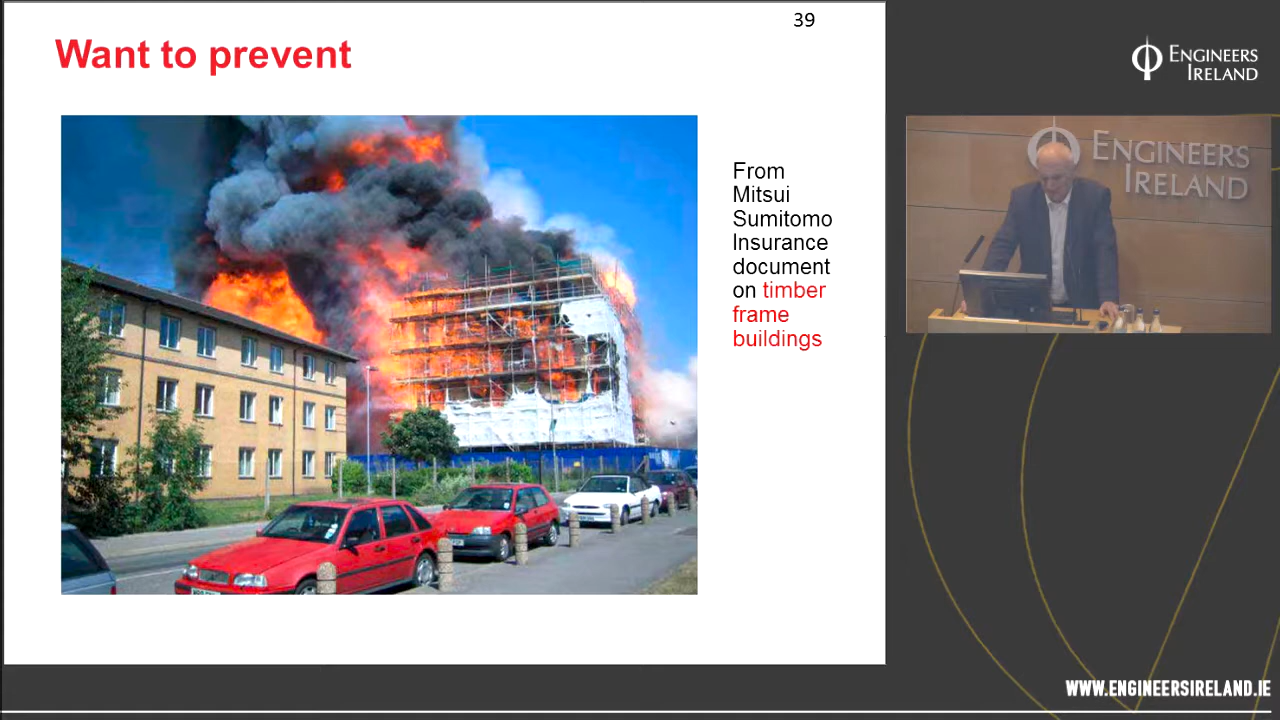 39
Want to prevent
From
Mitsui
Sumitomo
Insurance
document
on timber
frame
buildings
ENGINEERS
IRELAND
ENGINEERS
IRELAND
WWW.ENGINEERSIRELAND.IE